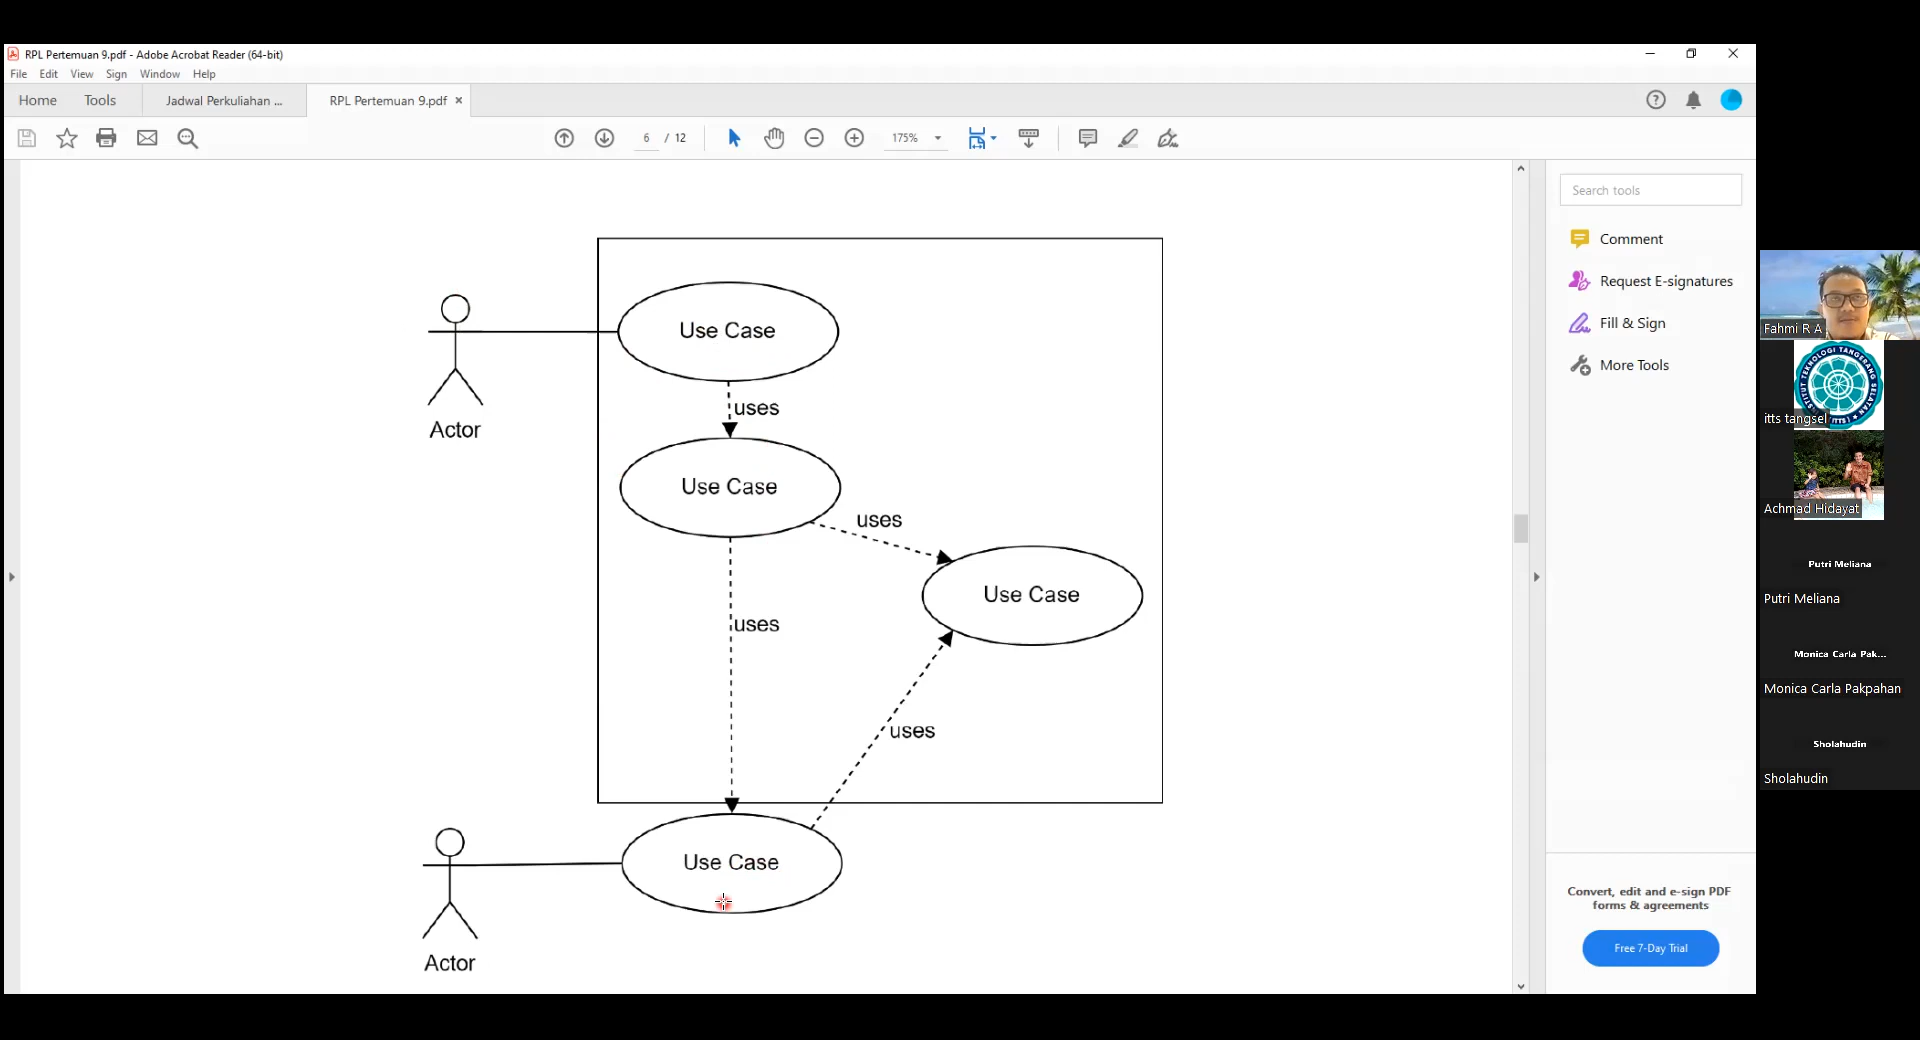 RPL Pertemuan 9.pdf - Adobe Acrobat Reader (64-bit)
File Edit View Sign Window Help
Home Tools Jadwal Perkuliahan ... RPL Pertemuan 9.pdf ×
6 / 12 175%
Search tools
Comment
Request E-signatures
Fill & Sign
More Tools
Convert, edit and e-sign PDF
forms & agreements
Free 7-Day Trial
Use Case
Actor
uses
Use Case
uses
Use Case
uses
uses
Use Case
Actor
Fahmi R A
INSTITUT TEKNOLOGI TANGERANG SELATAN
itts tangsel
Achmad Hidayat
Putri Meliana
Putri Meliana
Monica Carla Pak...
Monica Carla Pakpahan
Sholahudin
Sholahudin